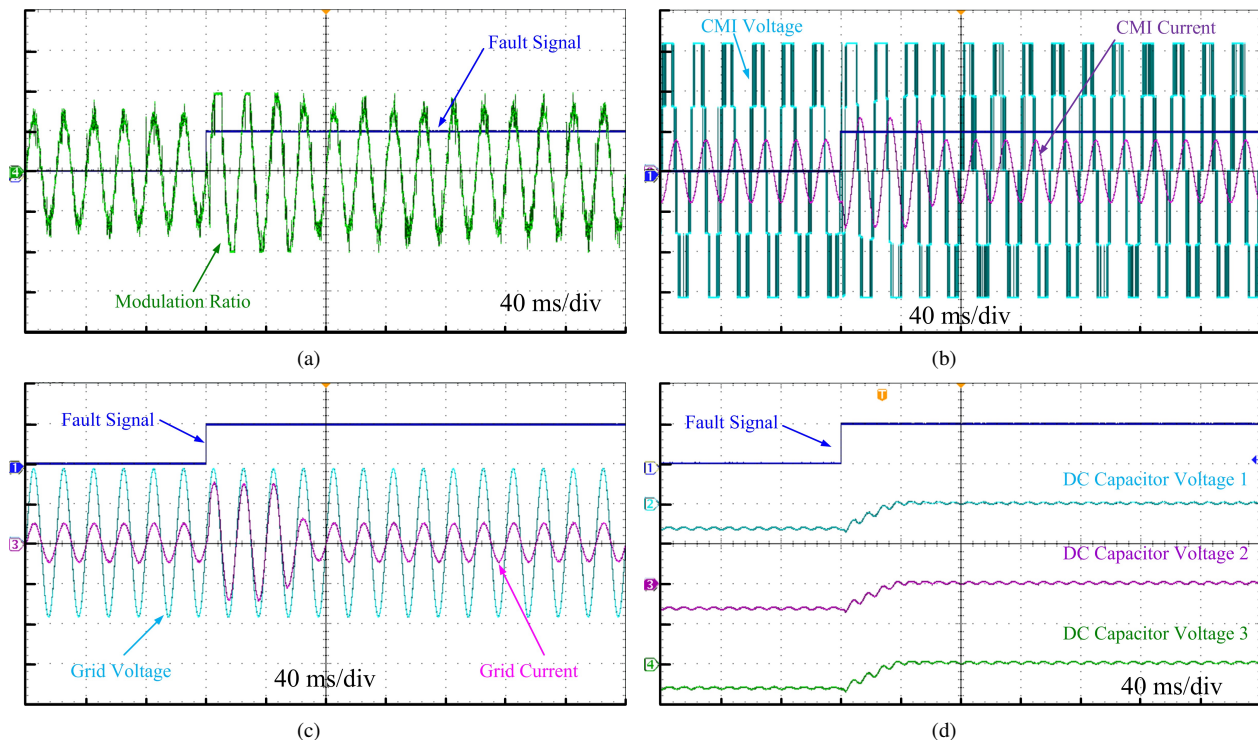 Fault Signal
4
Modulation Ratio
40 ms/div
(a)
CMI Voltage
CMI Current
1
40 ms/div
(b)
Fault Signal
1
3
Grid Voltage
Grid Current
40 ms/div
(c)
T
Fault Signal
1
DC Capacitor Voltage 1
2
DC Capacitor Voltage 2
3
DC Capacitor Voltage 3
4
40 ms/div
(d)